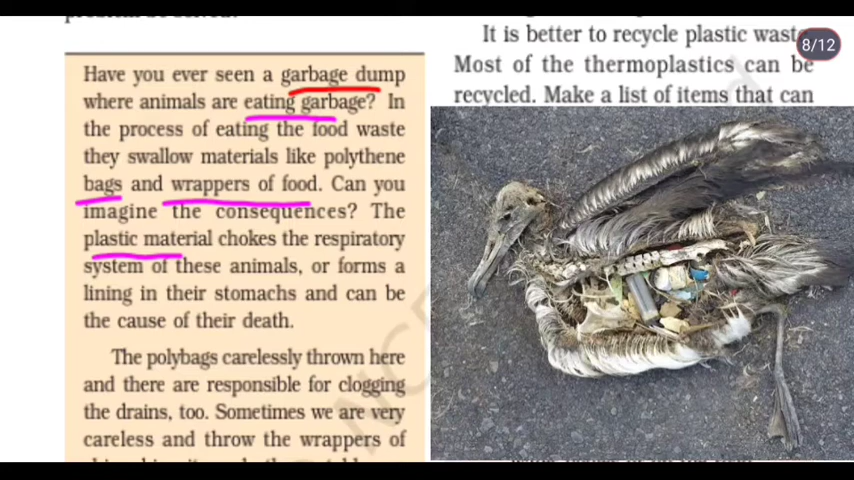 Have you ever seen a garbage dump
where animals are eating garbage? In
the process of eating the food waste
they swallow materials like polythene
bags and wrappers of food. Can you
imagine the consequences? The
plastic material chokes the respiratory
system of these animals, or forms a
lining in their stomachs and can be
the cause of their death.
The polybags carelessly thrown here
and there are responsible for clogging
the drains, too. Sometimes we are very
careless and throw the wrappers of
It is better to recycle plastic waste
Most of the thermoplastics can be
recycled. Make a list of items that can
8/12